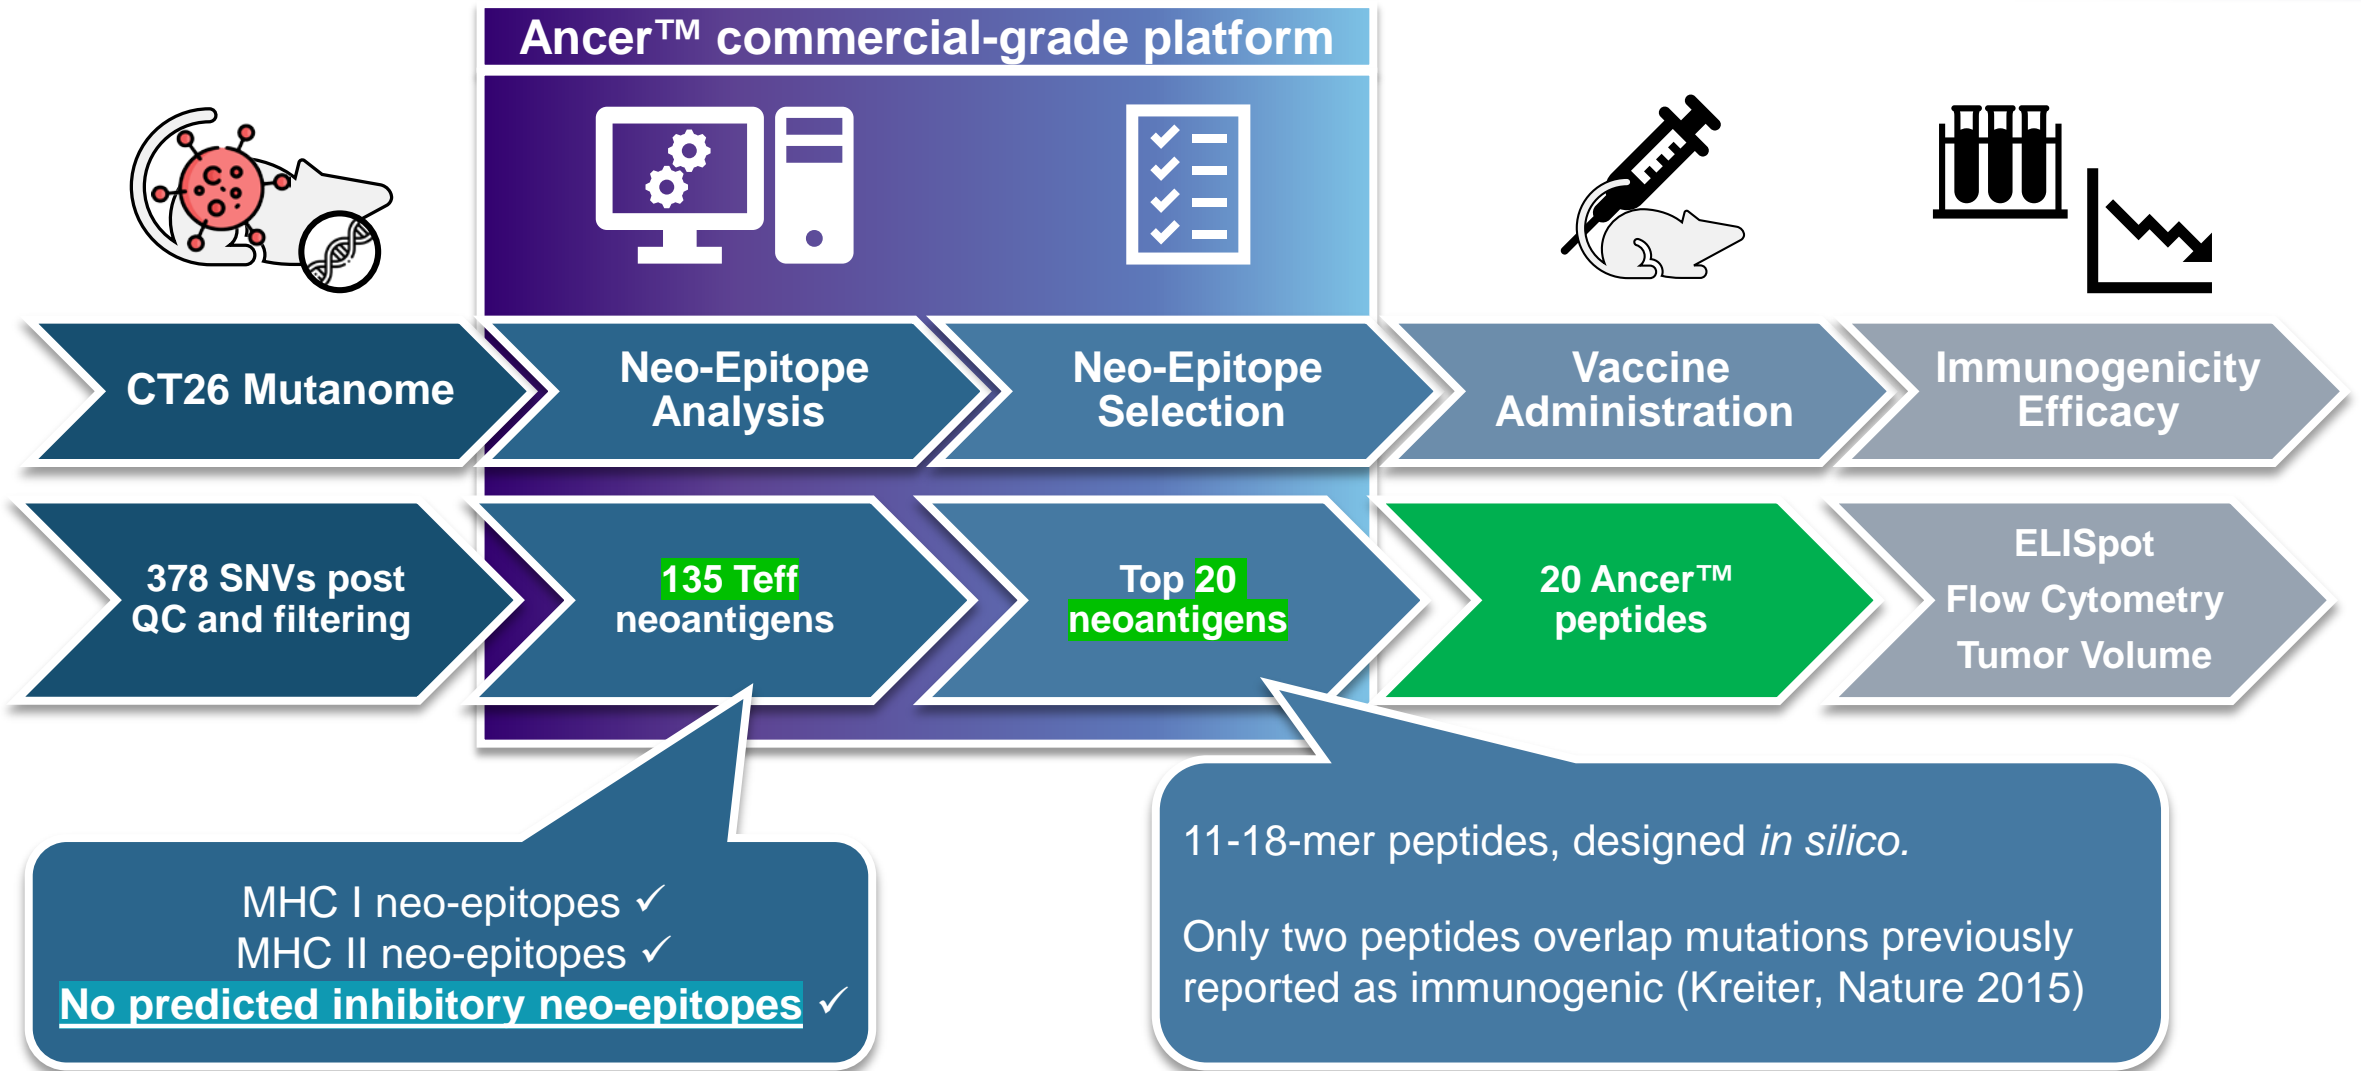 Ancer™ commercial-grade platform
CT26 Mutanome
Neo-Epitope
Analysis
Neo-Epitope
Selection
Vaccine
Administration
Immunogenicity
Efficacy
378 SNVs post
QC and filtering
135 Teff
neoantigens
Top 20
neoantigens
20 Ancer™
peptides
ELISpot
Flow Cytometry
Tumor Volume
MHC I neo-epitopes ✓
MHC II neo-epitopes ✓
No predicted inhibitory neo-epitopes ✓
11-18-mer peptides, designed in silico.
Only two peptides overlap mutations previously
reported as immunogenic (Kreiter, Nature 2015)